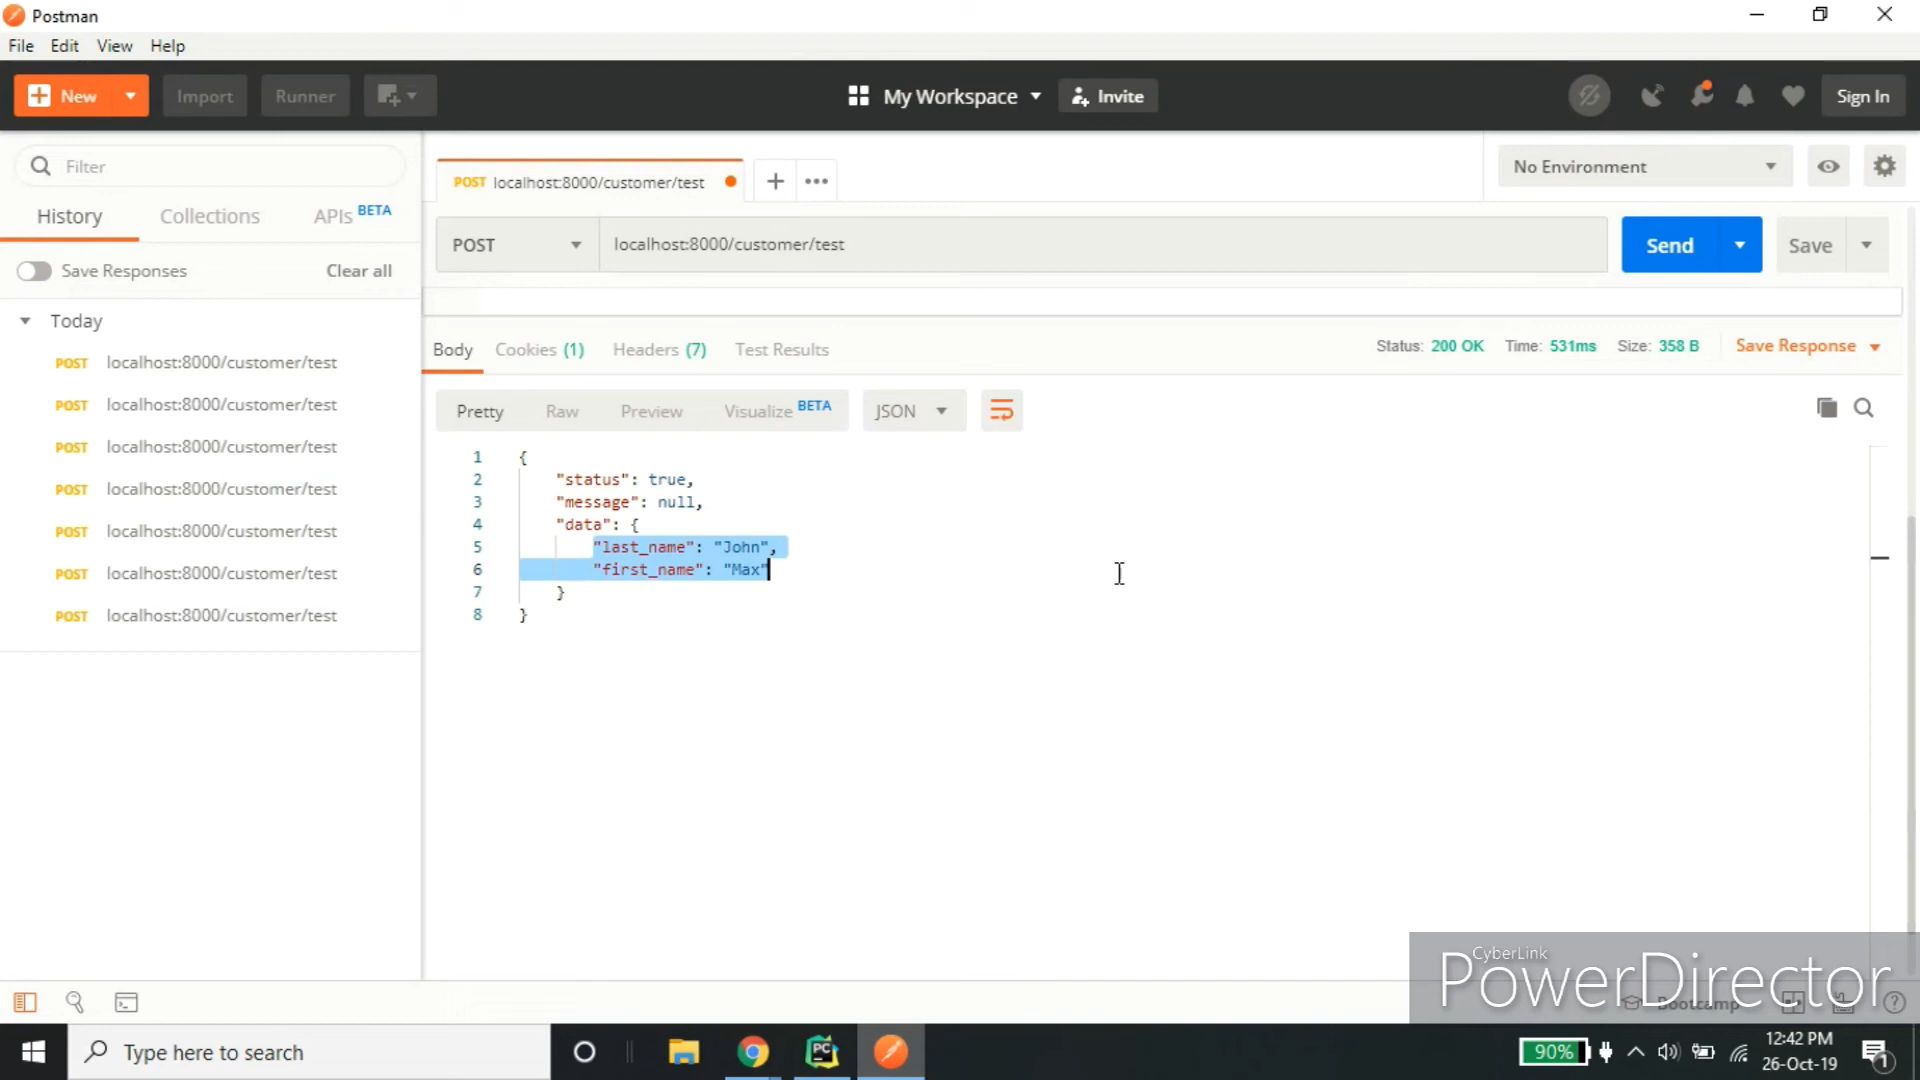 Postman
File Edit View Help
New Import Runner My Workspace Invite Sign In
Filter
History Collections APIs BETA
Save Responses Clear all
Today
POST localhost:8000/customer/test
POST localhost:8000/customer/test
POST localhost:8000/customer/test
POST localhost:8000/customer/test
POST localhost:8000/customer/test
POST localhost:8000/customer/test
POST localhost:8000/customer/test
POST localhost:8000/customer/test
No Environment
POST localhost:8000/customer/test Send Save
Body Cookies (1) Headers (7) Test Results Status: 200 OK Time: 531ms Size: 358 B Save Response
Pretty Raw Preview Visualize BETA JSON
1 {
2 "status": true,
3 "message": null,
4 "data": {
5 "last_name": "John",
6 "first_name": "Max"
7 }
8 }
CyberLink
PowerDirector
Bootcamp
Type here to search
PC
90%
12:42 PM
26-Oct-19
1